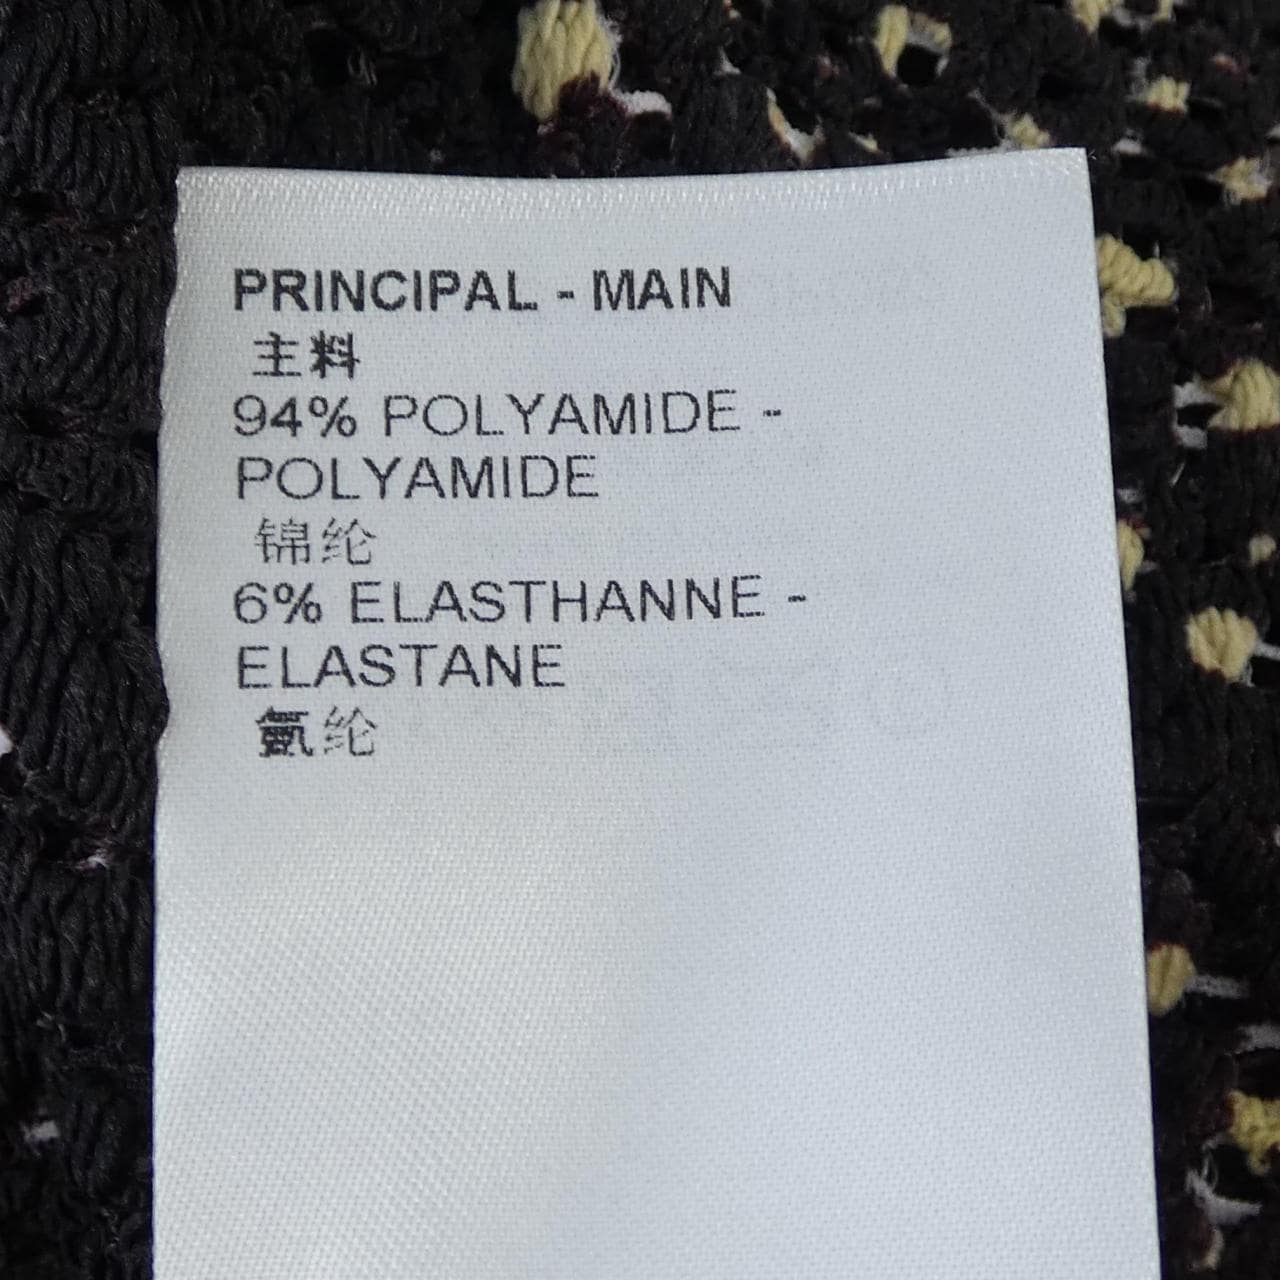 PRINCIPAL - MAIN
主料
94% POLYAMIDE -
POLYAMIDE
锦纶
6% ELASTHANNE -
ELASTANE
氨纶